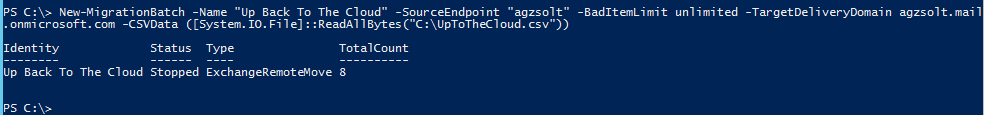 PS C:\> New-MigrationBatch -Name "Up Back To The Cloud" -SourceEndpoint "agzsolt" -BadItemLimit unlimited -TargetDeliveryDomain agzsolt.mail
.onmicrosoft.com -CSVData ([System.IO.File]::ReadAllBytes("C:\UpToTheCloud.csv"))
Identity Status Type TotalCount
-------- ------ ---- ----------
Up Back To The Cloud Stopped ExchangeRemoteMove 8
PS C:\>